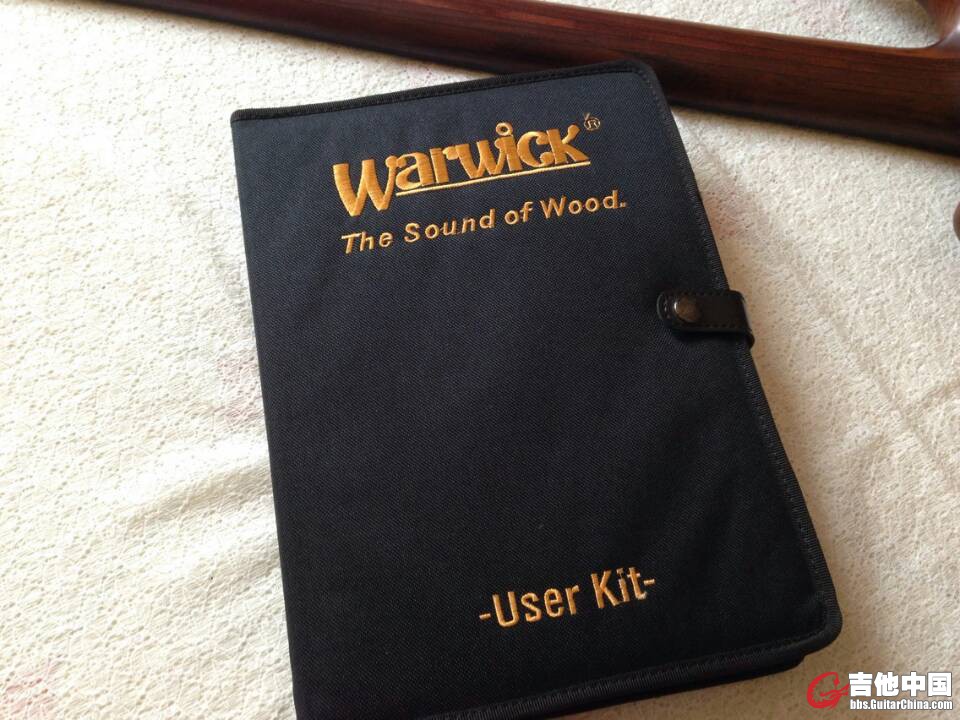 Warwick®
The Sound of Wood.
-User Kit-
吉他中国
bbs.GuitarChina.com